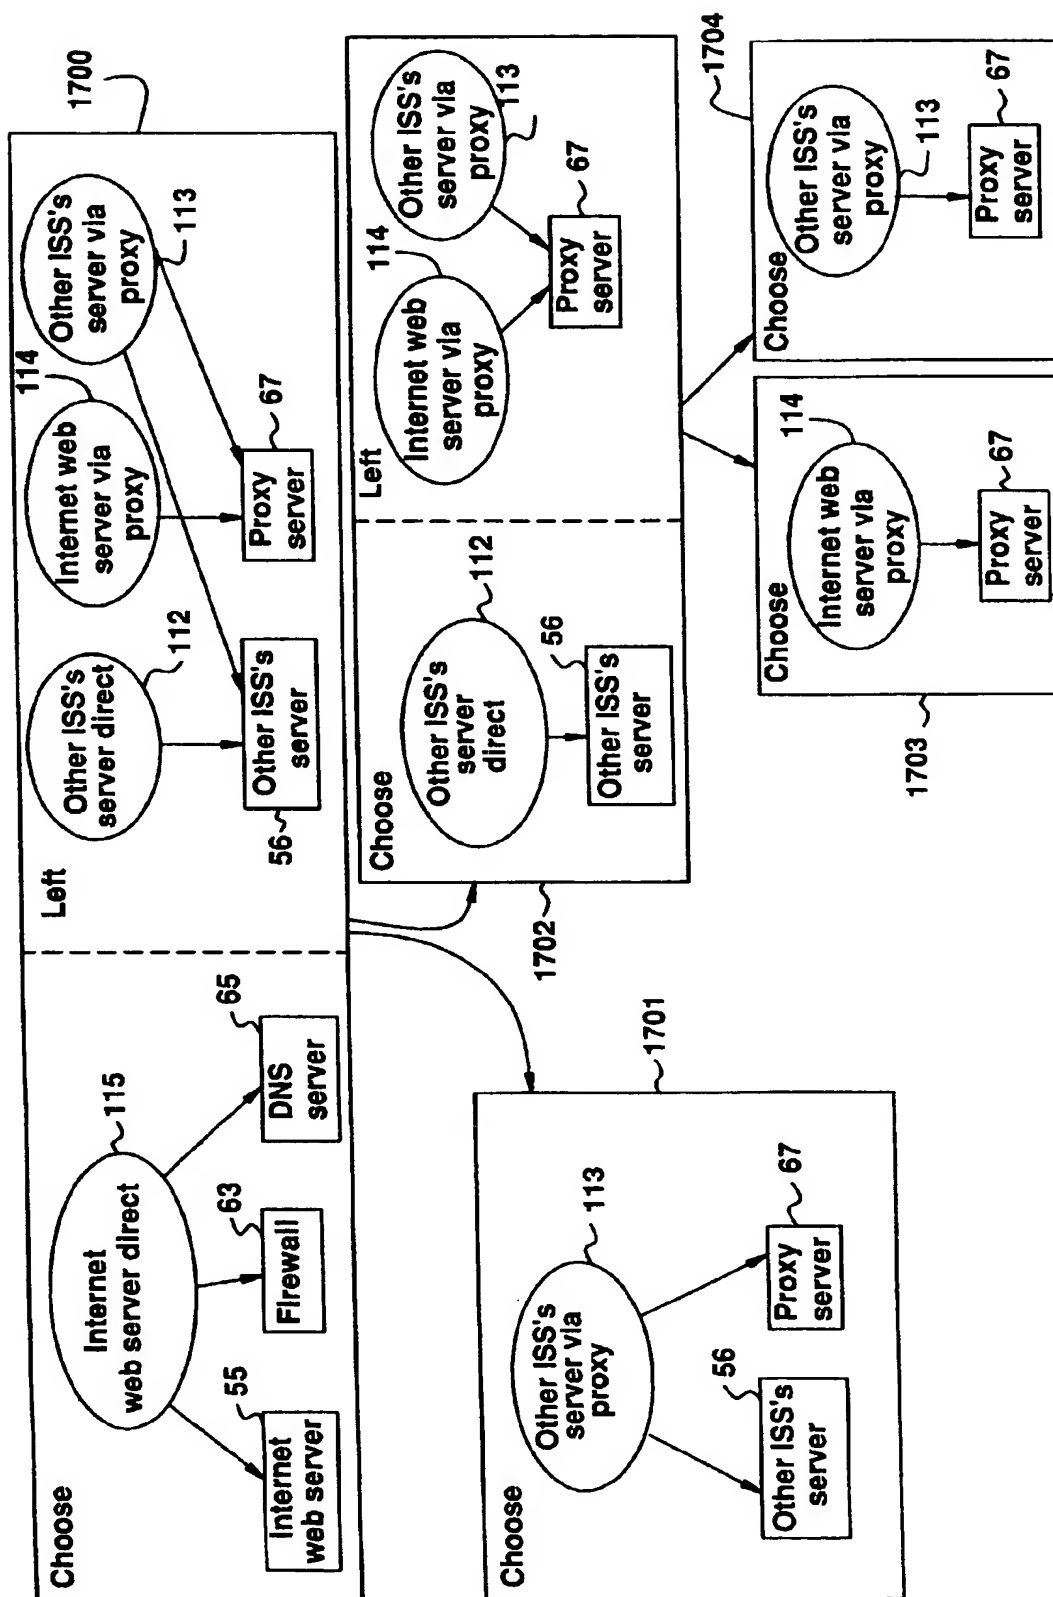 1700
Choose
Internet
web server direct
115
Internet
web server
55
Firewall
63
DNS
server
65
Left
Other ISS's
server direct
112
Internet web
server via
proxy
114
Other ISS's
server via
proxy
113
Other ISS's
server
56
Proxy
server
67
1701
Choose
Other ISS's
server via
proxy
113
Other ISS's
server
56
Proxy
server
67
1702
Choose
Other ISS's
server
direct
112
Other ISS's
server
56
Left
Internet web
server via
proxy
114
Other ISS's
server via
proxy
113
Proxy
server
67
1703
Choose
Internet web
server via
proxy
114
Proxy
server
67
1704
Choose
Other ISS's
server via
proxy
113
Proxy
server
67